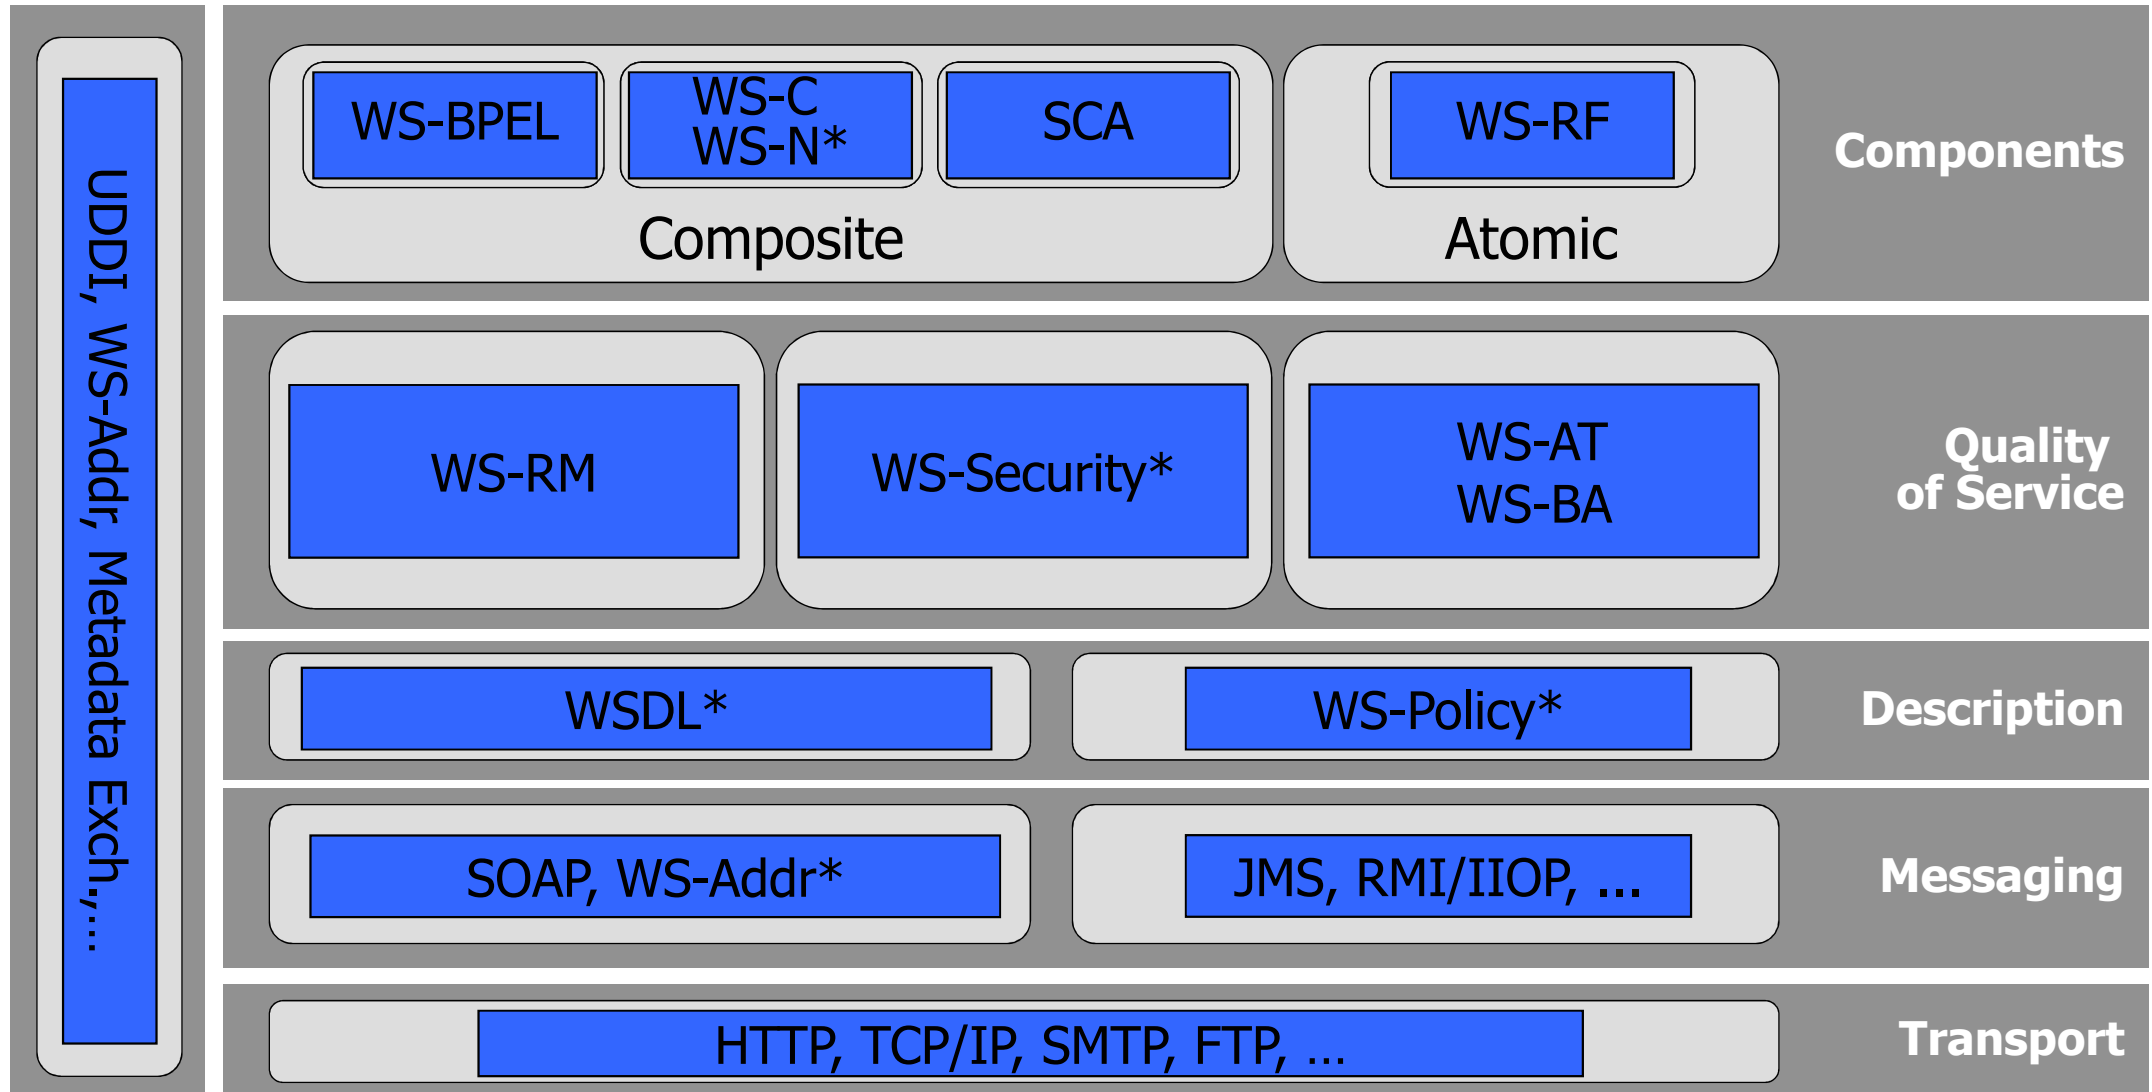 UDDI, WS-Addr, Metadata Exch.,...
WS-BPEL
WS-C
WS-N*
SCA
Composite
WS-RF
Atomic
Components
WS-RM
WS-Security*
WS-AT
WS-BA
Quality
of Service
WSDL*
WS-Policy*
Description
SOAP, WS-Addr*
JMS, RMI/IIOP, ...
Messaging
HTTP, TCP/IP, SMTP, FTP, ...
Transport